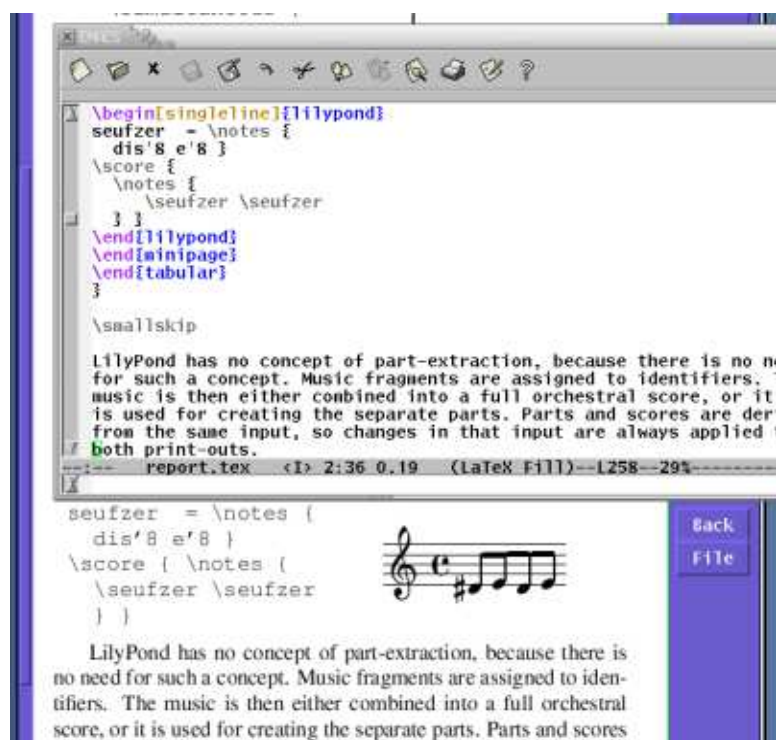 \begin[singleline]{lilypond}
seufzer = \notes {
dis'8 e'8 }
\score {
\notes {
\seufzer \seufzer
} }
\end{lilypond}
\end{minipage}
\end{tabular}
}
\smallskip
LilyPond has no concept of part-extraction, because there is no
for such a concept. Music fragments are assigned to identifiers.
music is then either combined into a full orchestral score, or it
is used for creating the separate parts. Parts and scores are
from the same input, so changes in that input are always applied
both print-outs.
--:-- report.tex <I> 2:36 0.19 (LaTeX Fill)--L258--29%--------
seufzer = \notes {
dis'8 e'8 }
\score { \notes {
\seufzer \seufzer
} }
Back
File
LilyPond has no concept of part-extraction, because there is
no need for such a concept. Music fragments are assigned to iden-
tifiers. The music is then either combined into a full orchestral
score, or it is used for creating the separate parts. Parts and scores